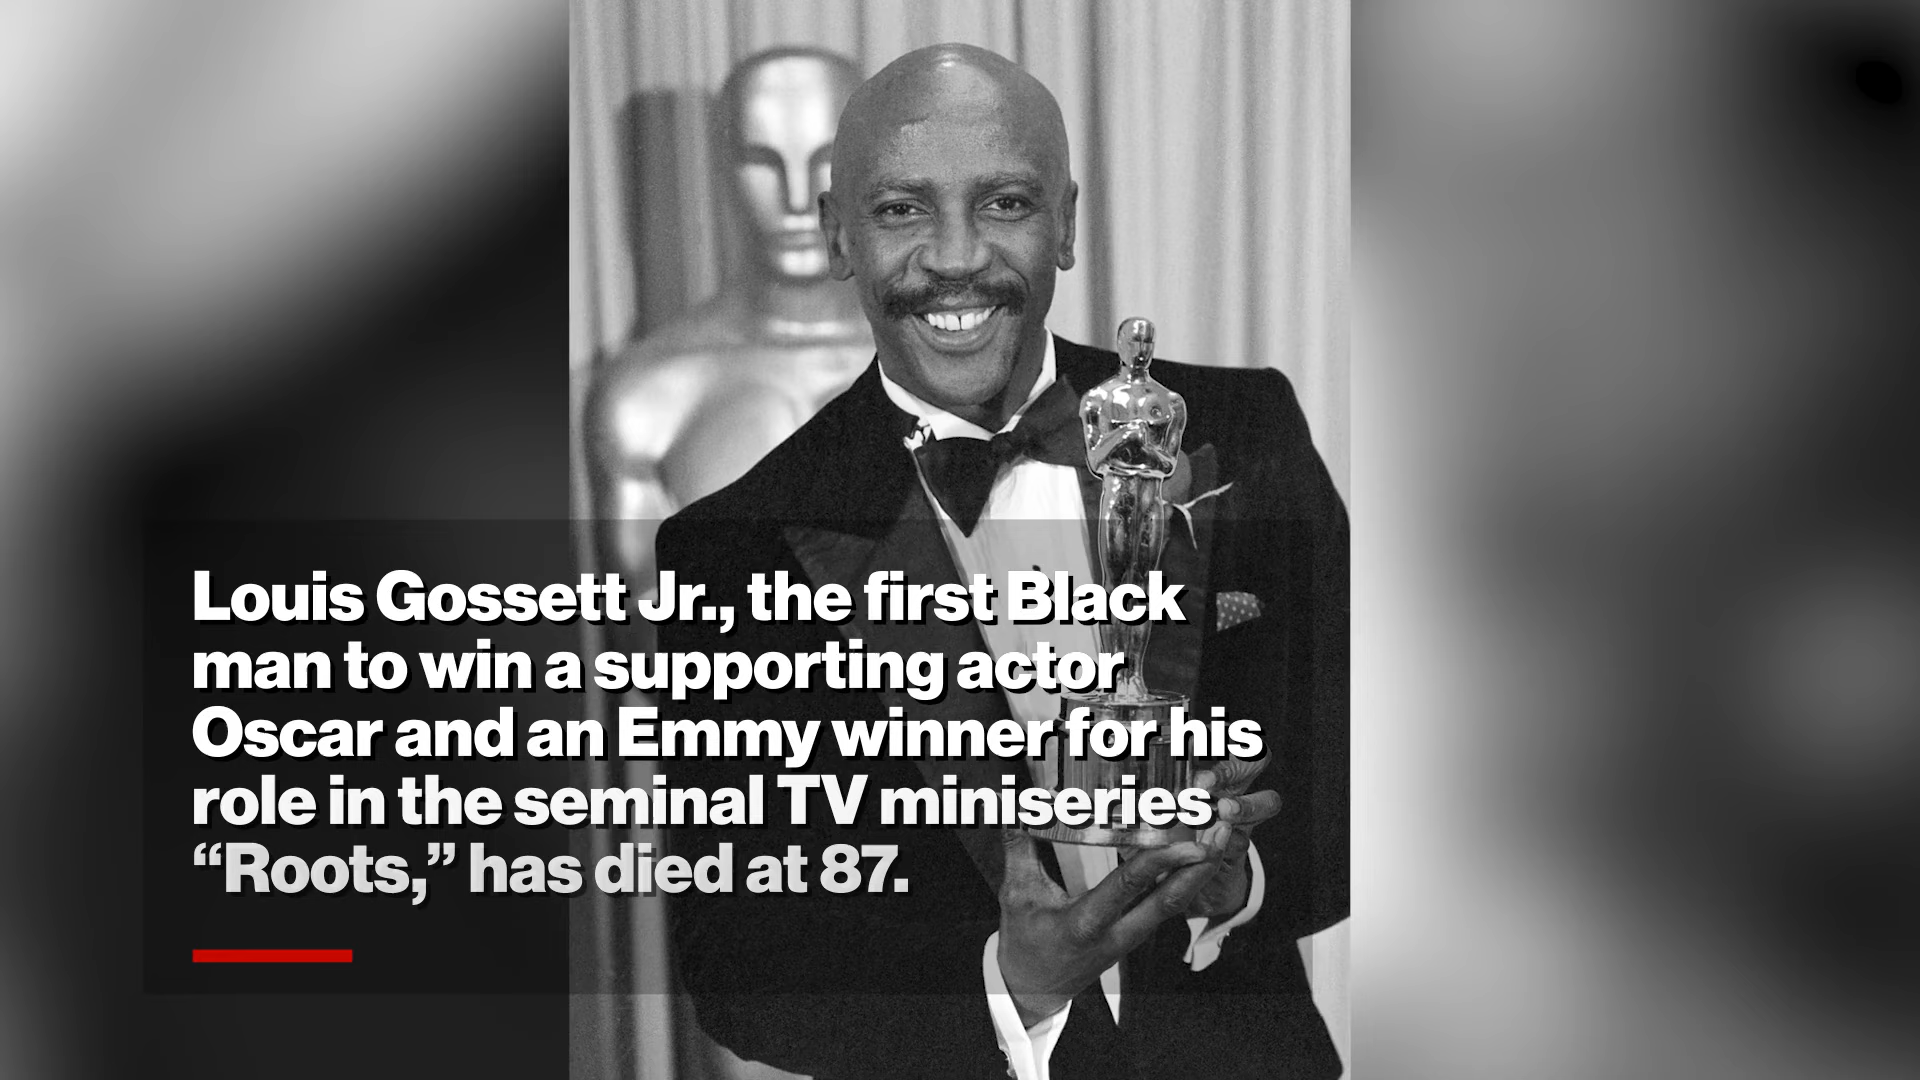 Louis Gossett Jr., the first Black
man to win a supporting actor
Oscar and an Emmy winner for his
role in the seminal TV miniseries
“Roots,” has died at 87.